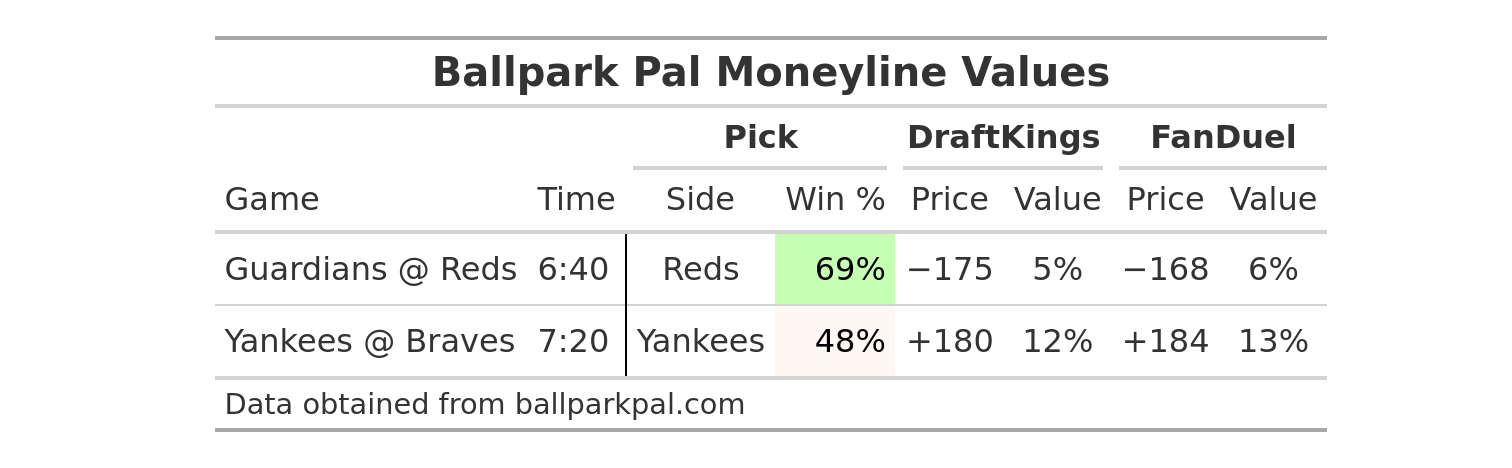 Ballpark Pal Moneyline Values
Pick DraftKings FanDuel
Game Time Side Win % Price Value Price Value
Guardians @ Reds 6:40 Reds 69% −175 5% −168 6%
Yankees @ Braves 7:20 Yankees 48% +180 12% +184 13%
Data obtained from ballparkpal.com